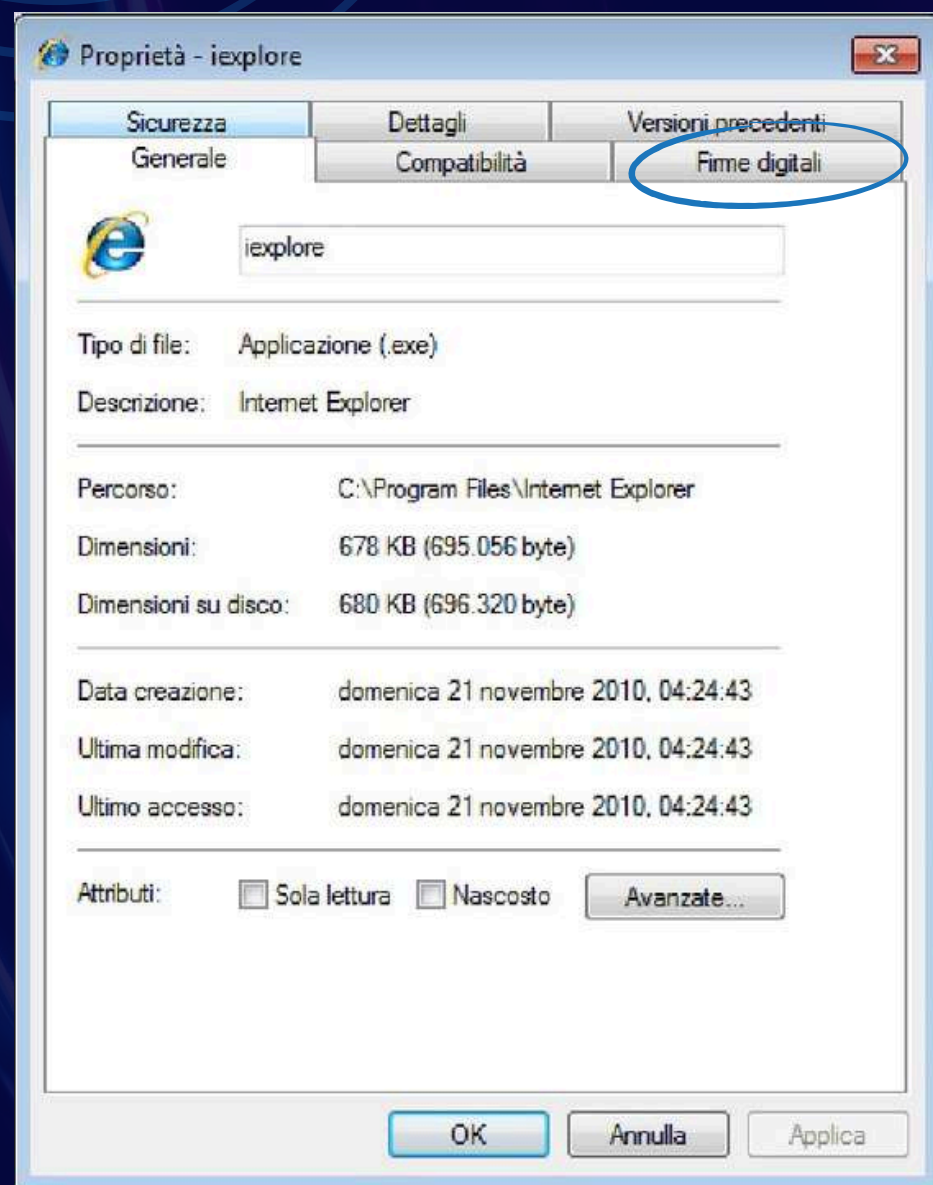 Proprietà - iexplore
Sicurezza Dettagli Versioni precedenti
Generale Compatibilità Firme digitali
iexplore
Tipo di file: Applicazione (.exe)
Descrizione: Internet Explorer
Percorso: C:\Program Files\Internet Explorer
Dimensioni: 678 KB (695.056 byte)
Dimensioni su disco: 680 KB (696.320 byte)
Data creazione: domenica 21 novembre 2010, 04:24:43
Ultima modifica: domenica 21 novembre 2010, 04:24:43
Ultimo accesso: domenica 21 novembre 2010, 04:24:43
Attributi: Sola lettura Nascosto Avanzate...
OK Annulla Applica